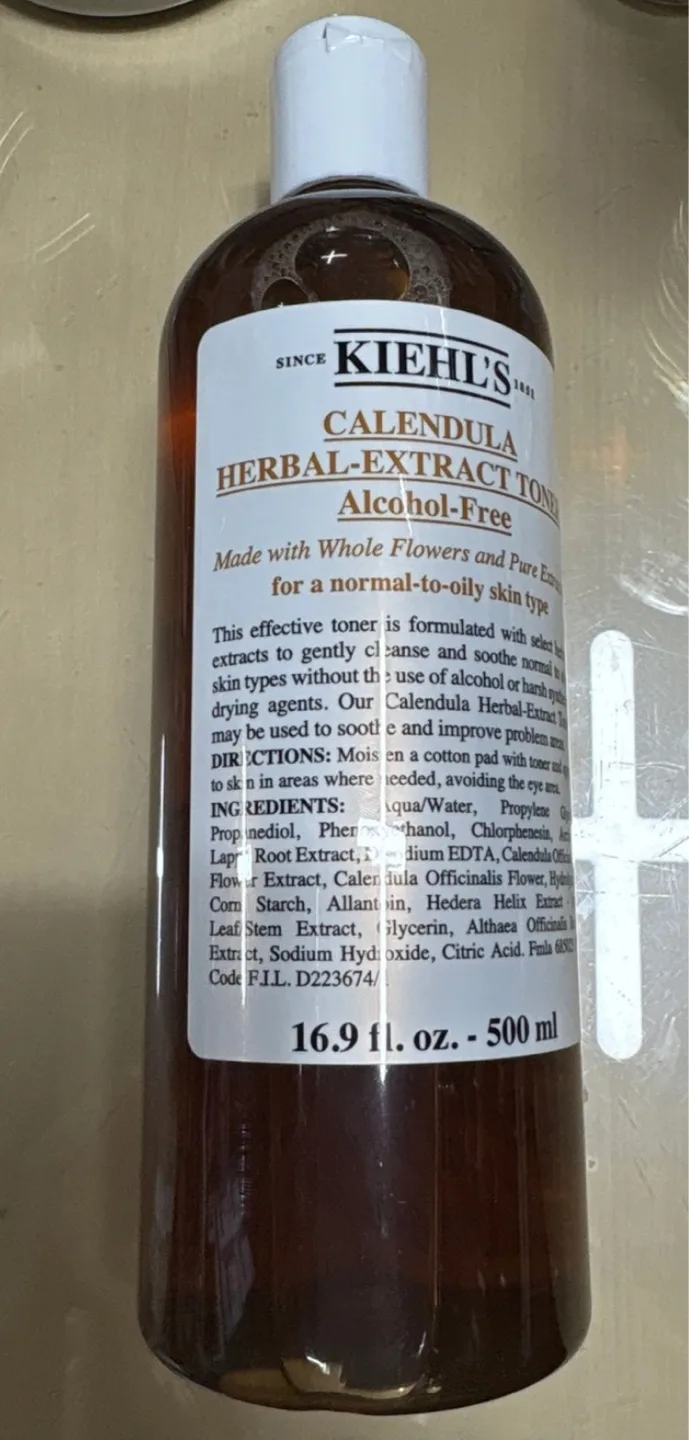 SINCE KIEHL'S 1851
CALENDULA
HERBAL-EXTRACT TONER
Alcohol-Free
Made with Whole Flowers and Pure
for a normal-to-oily skin type
This effective toner is formulated with select
extracts to gently cleanse and soothe normal
skin types without the use of alcohol or harsh
drying agents. Our Calendula Herbal-Extract
may be used to soothe and improve problem areas.
DIRECTIONS: Moisten a cotton pad with toner and
to skin in areas where needed, avoiding the eye area.
INGREDIENTS: Aqua/Water, Propylene
Propanediol, Phenoxyethanol, Chlorphenesin,
Lappa Root Extract, Disodium EDTA, Calendula
Flower Extract, Calendula Officinalis Flower,
Corn Starch, Allantoin, Hedera Helix Extract
Leaf/Stem Extract, Glycerin, Althaea Officinalis
Extract, Sodium Hydroxide, Citric Acid. Fmla
Code F.I.L. D223674/
16.9 fl. oz. - 500 ml